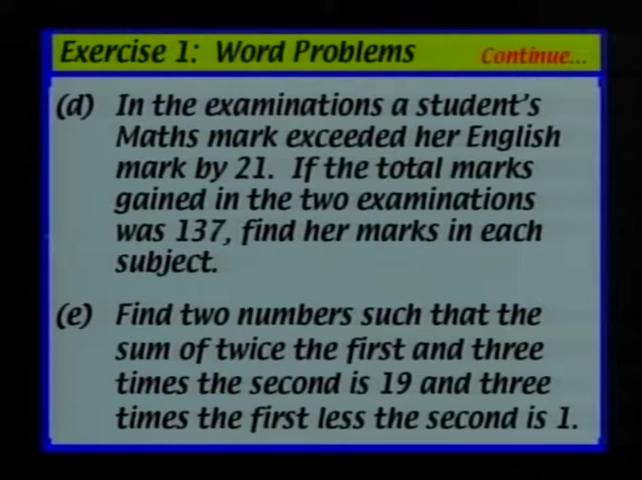 Exercise 1: Word Problems Continue...
(d) In the examinations a student's
Maths mark exceeded her English
mark by 21. If the total marks
gained in the two examinations
was 137, find her marks in each
subject.
(e) Find two numbers such that the
sum of twice the first and three
times the second is 19 and three
times the first less the second is 1.